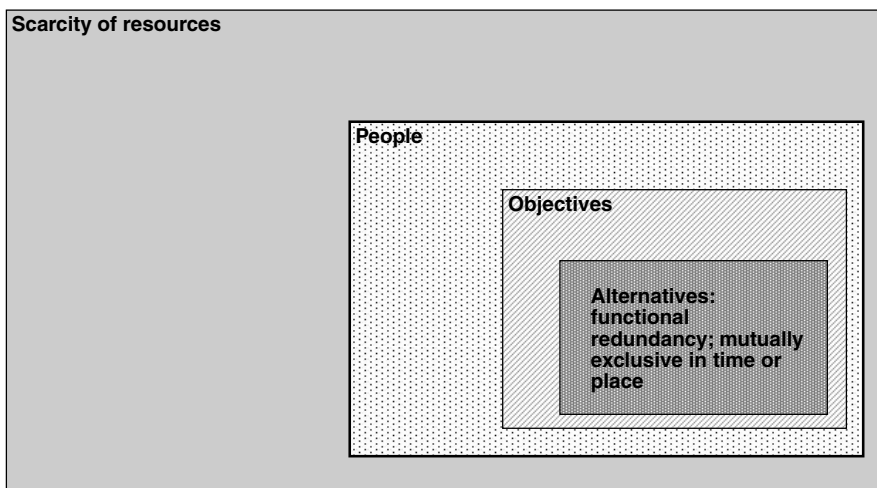 Scarcity of resources
People
Objectives
Alternatives:
functional
redundancy; mutually
exclusive in time or
place